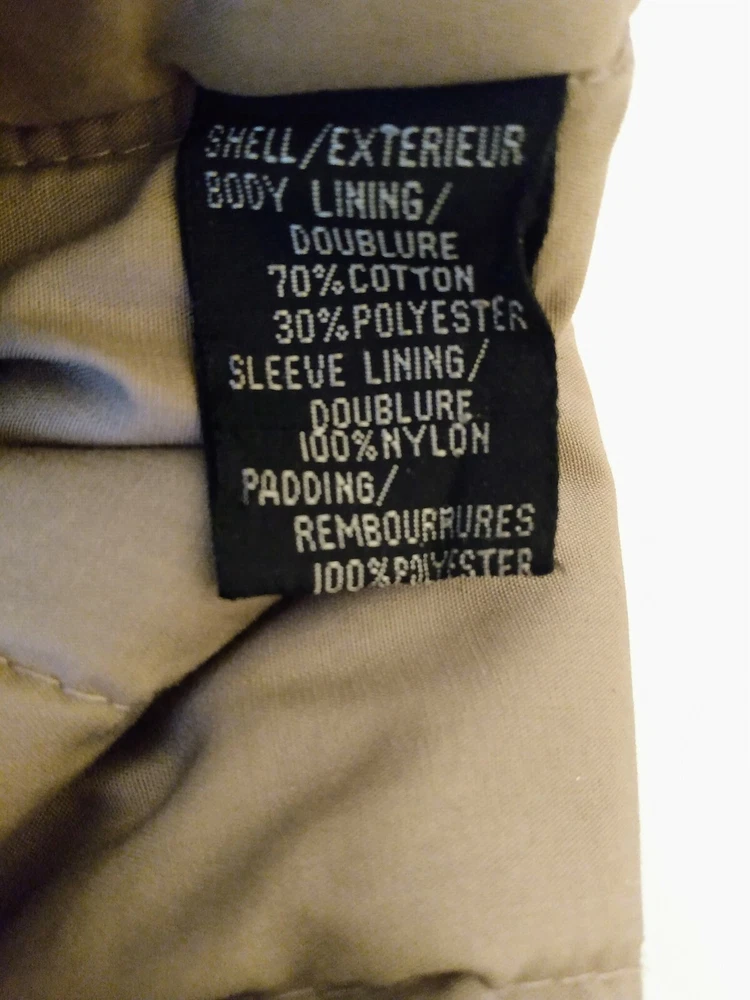 SHELL/EXTERIEUR
BODY LINING/
DOUBLURE
70%COTTON
30%POLYESTER
SLEEVE LINING/
DOUBLURE
100%NYLON
PADDING/
REMBOURRURES
100%POLYESTER